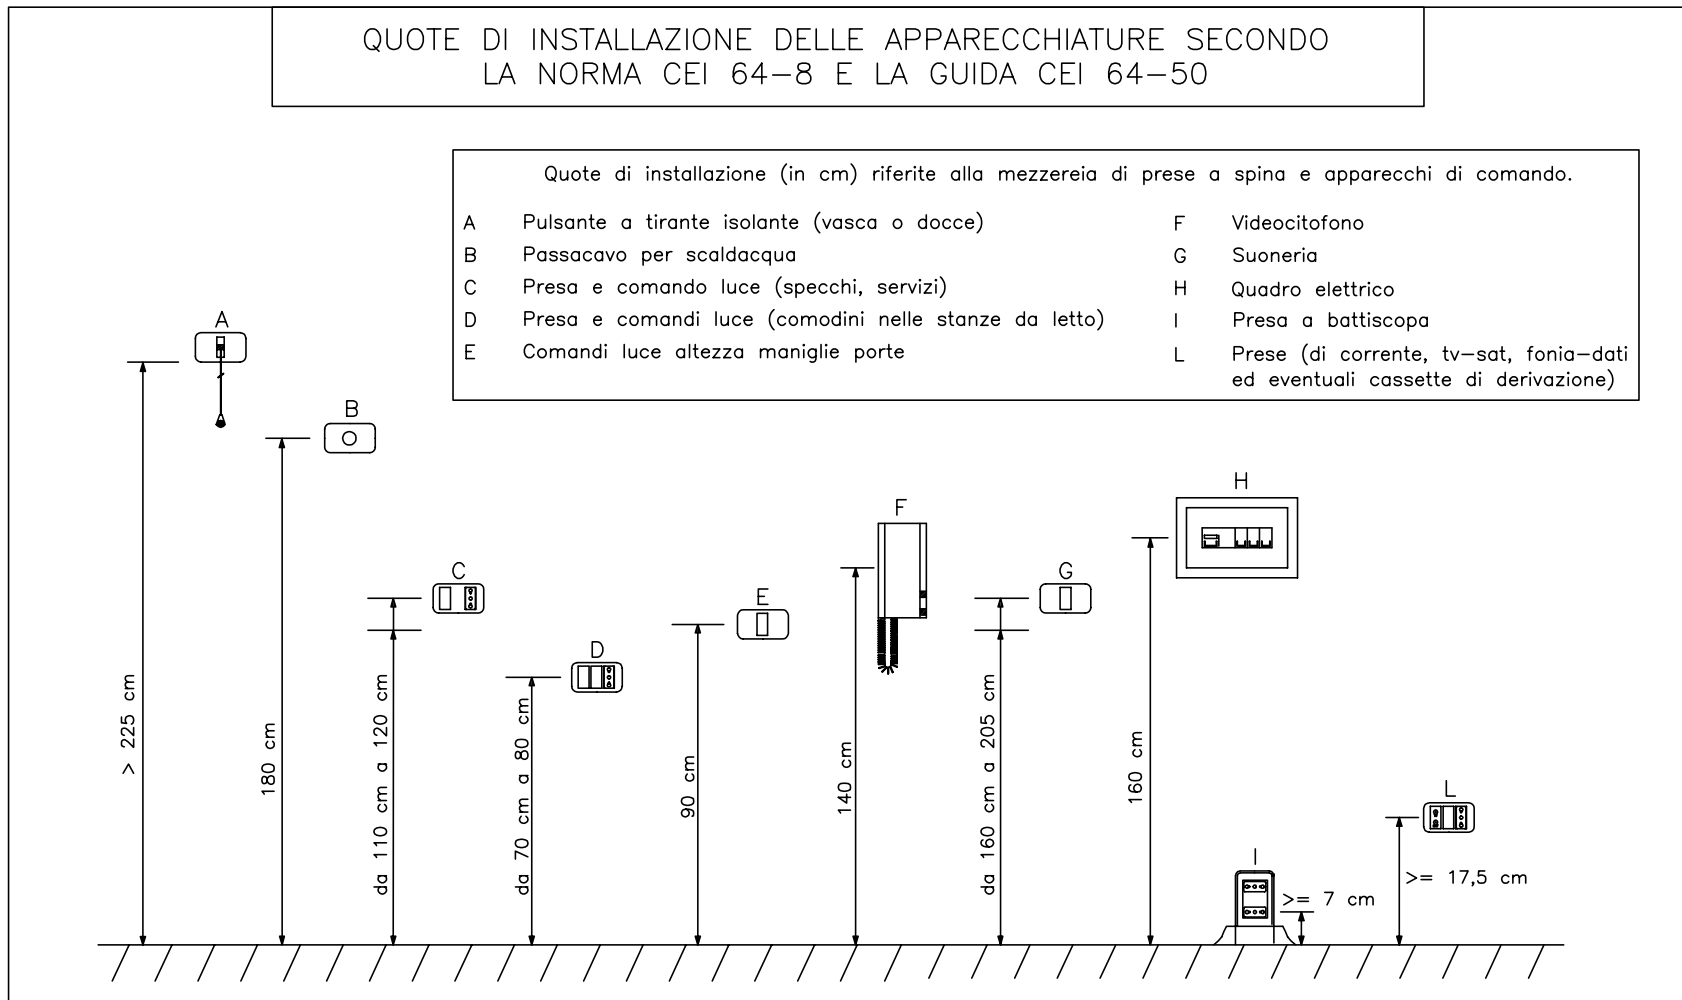 QUOTE DI INSTALLAZIONE DELLE APPARECCHIATURE SECONDO
LA NORMA CEI 64-8 E LA GUIDA CEI 64-50
Quote di installazione (in cm) riferite alla mezzereia di prese a spina e apparecchi di comando.
A Pulsante a tirante isolante (vasca o docce)
B Passacavo per scaldacqua
C Presa e comando luce (specchi, servizi)
D Presa e comandi luce (comodini nelle stanze da letto)
E Comandi luce altezza maniglie porte
F Videocitofono
G Suoneria
H Quadro elettrico
I Presa a battiscopa
L Prese (di corrente, tv-sat, fonia-dati
ed eventuali cassette di derivazione)
A
B
C
D
E
F
G
H
I
L
> 225 cm
180 cm
da 110 cm a 120 cm
da 70 cm a 80 cm
90 cm
140 cm
da 160 cm a 205 cm
160 cm
>= 7 cm
>= 17,5 cm